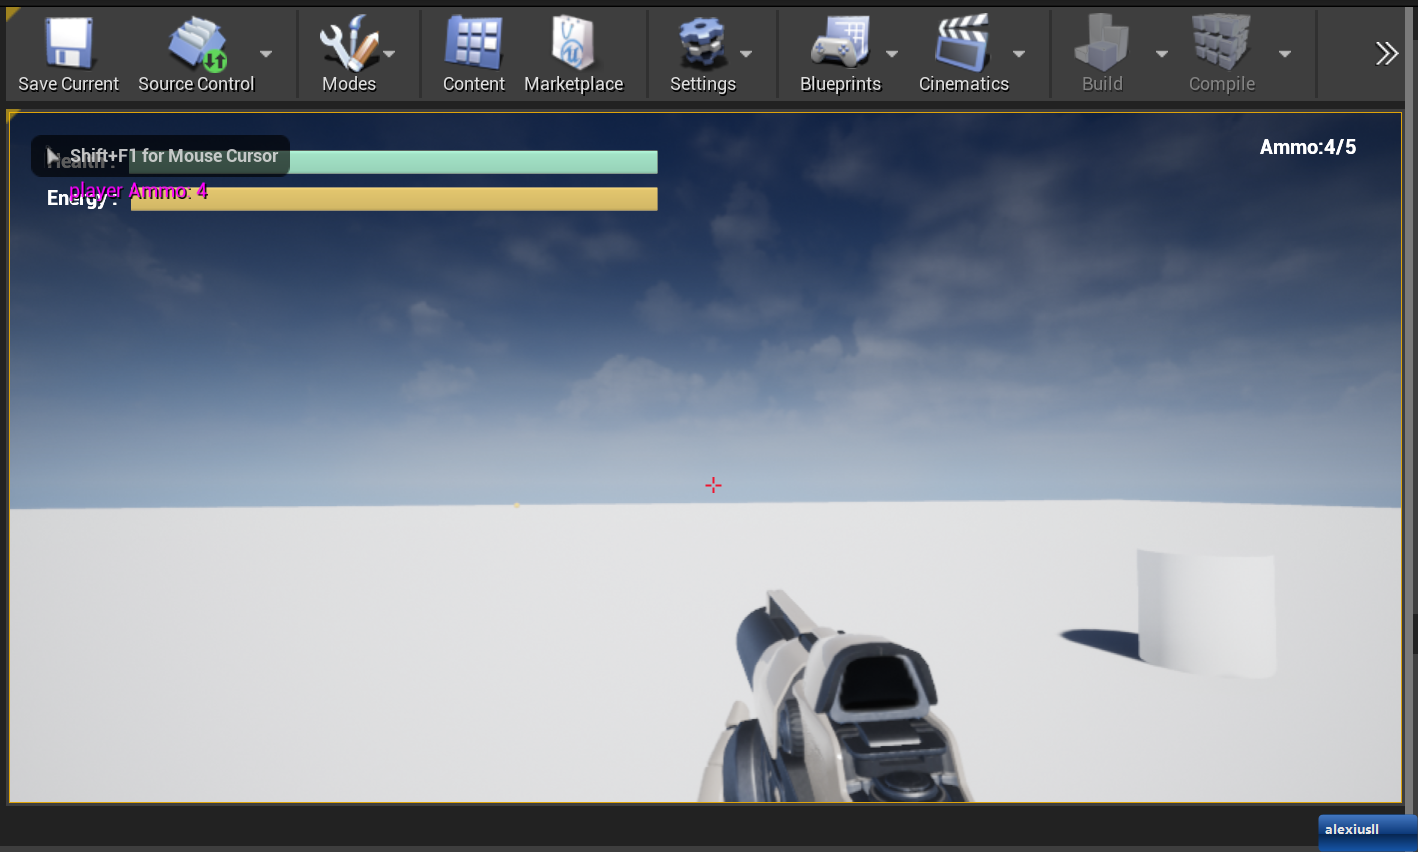 Save Current
Source Control
Modes
Content
Marketplace
Settings
Blueprints
Cinematics
Build
Compile
Shift+F1 for Mouse Cursor
Health :
Ammo:4/5
player Ammo: 4
Energy :
alexiusll